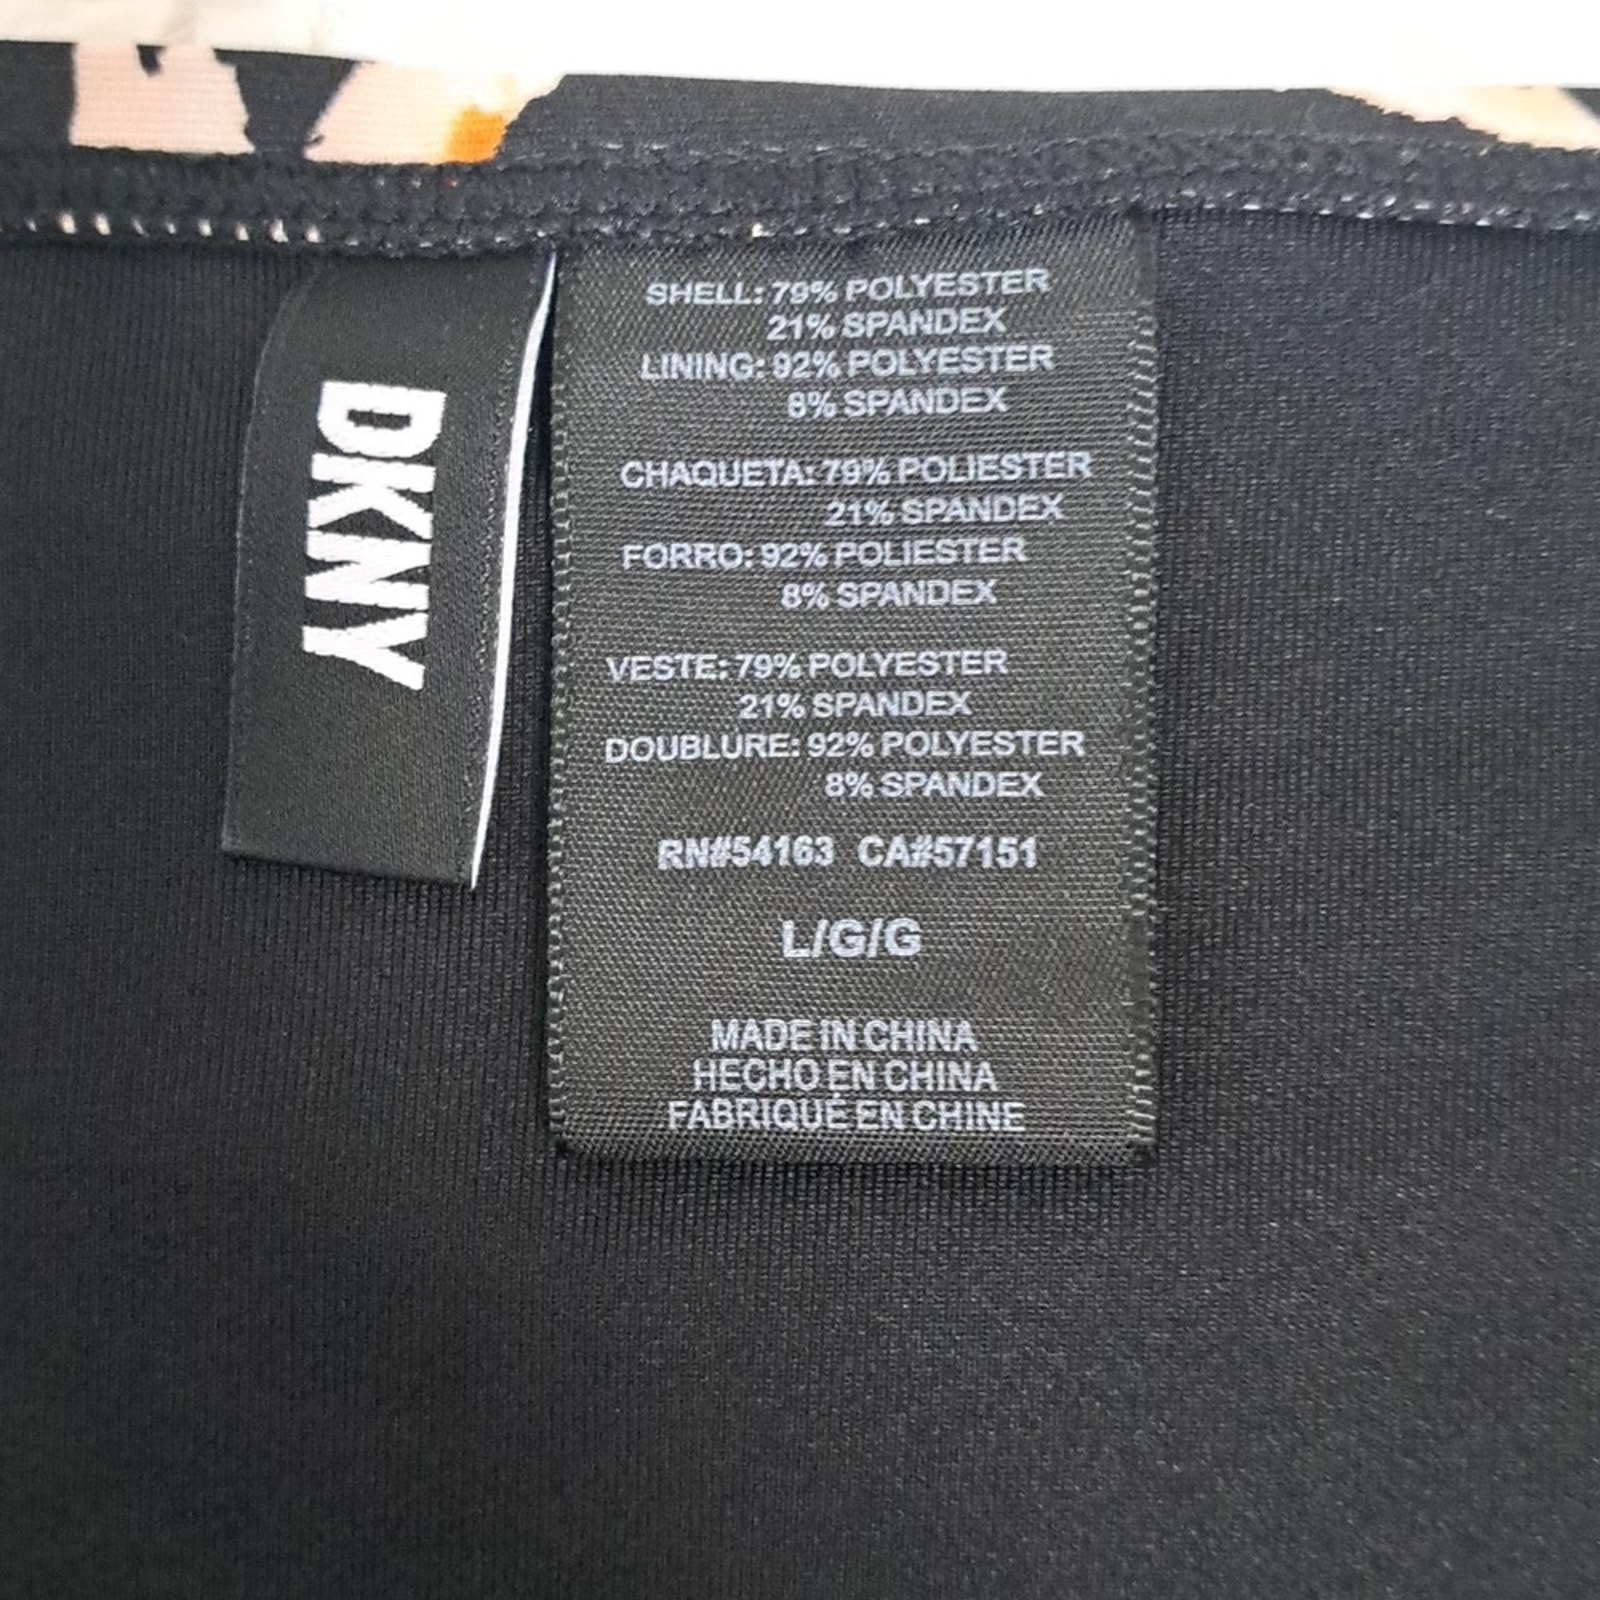 DKNY
SHELL: 79% POLYESTER
21% SPANDEX
LINING: 92% POLYESTER
8% SPANDEX
CHAQUETA: 79% POLIESTER
21% SPANDEX
FORRO: 92% POLIESTER
8% SPANDEX
VESTE: 79% POLYESTER
21% SPANDEX
DOUBLURE: 92% POLYESTER
8% SPANDEX
RN#54163 CA#57151
L/G/G
MADE IN CHINA
HECHO EN CHINA
FABRIQUÉ EN CHINE